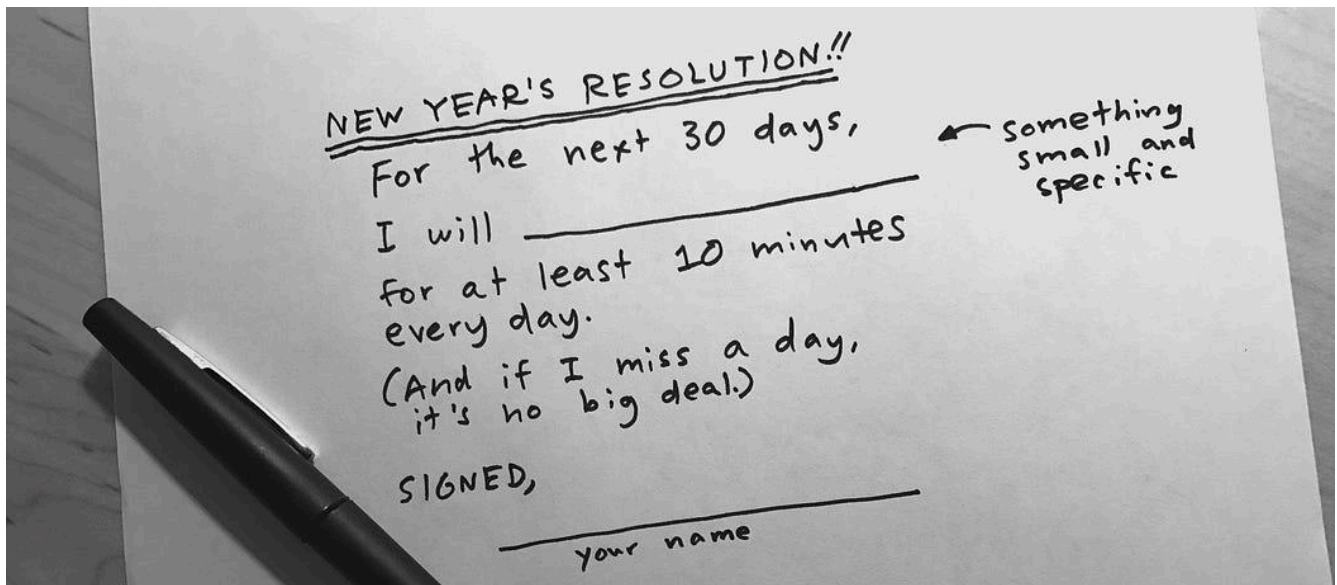 NEW YEAR'S RESOLUTION!!
For the next 30 days,
I will
for at least 10 minutes
every day.
(And if I miss a day,
it's no big deal.)
SIGNED,
your name
something
small and
specific